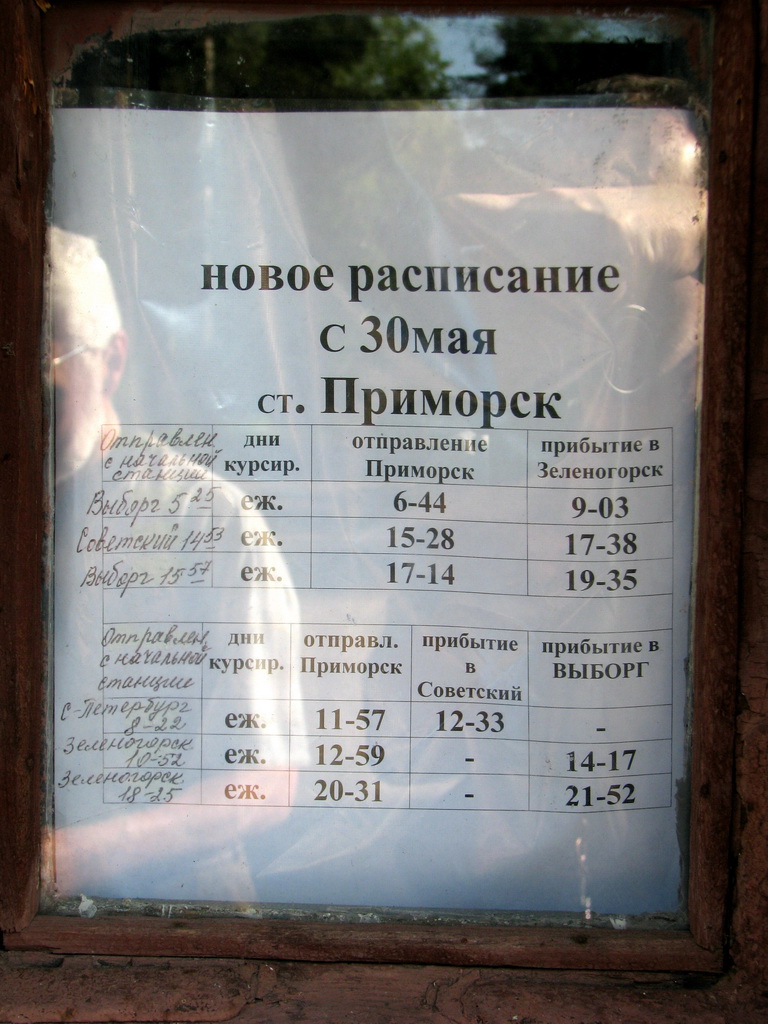 новое расписание
С 30мая
ст. Приморск
Отправлен. с начальной станции дни курсир. отправление Приморск прибытие в Зеленогорск
Выборг 5 25 еж. 6-44 9-03
Советский 14 53 еж. 15-28 17-38
Выборг 15 57 еж. 17-14 19-35
Отправлен. с начальной станции дни курсир. отправл. Приморск прибытие в Советский прибытие в ВЫБОРГ
С-Петербург 8-22 еж. 11-57 12-33 -
Зеленогорск 10-52 еж. 12-59 - 14-17
Зеленогорск 18-25 еж. 20-31 - 21-52